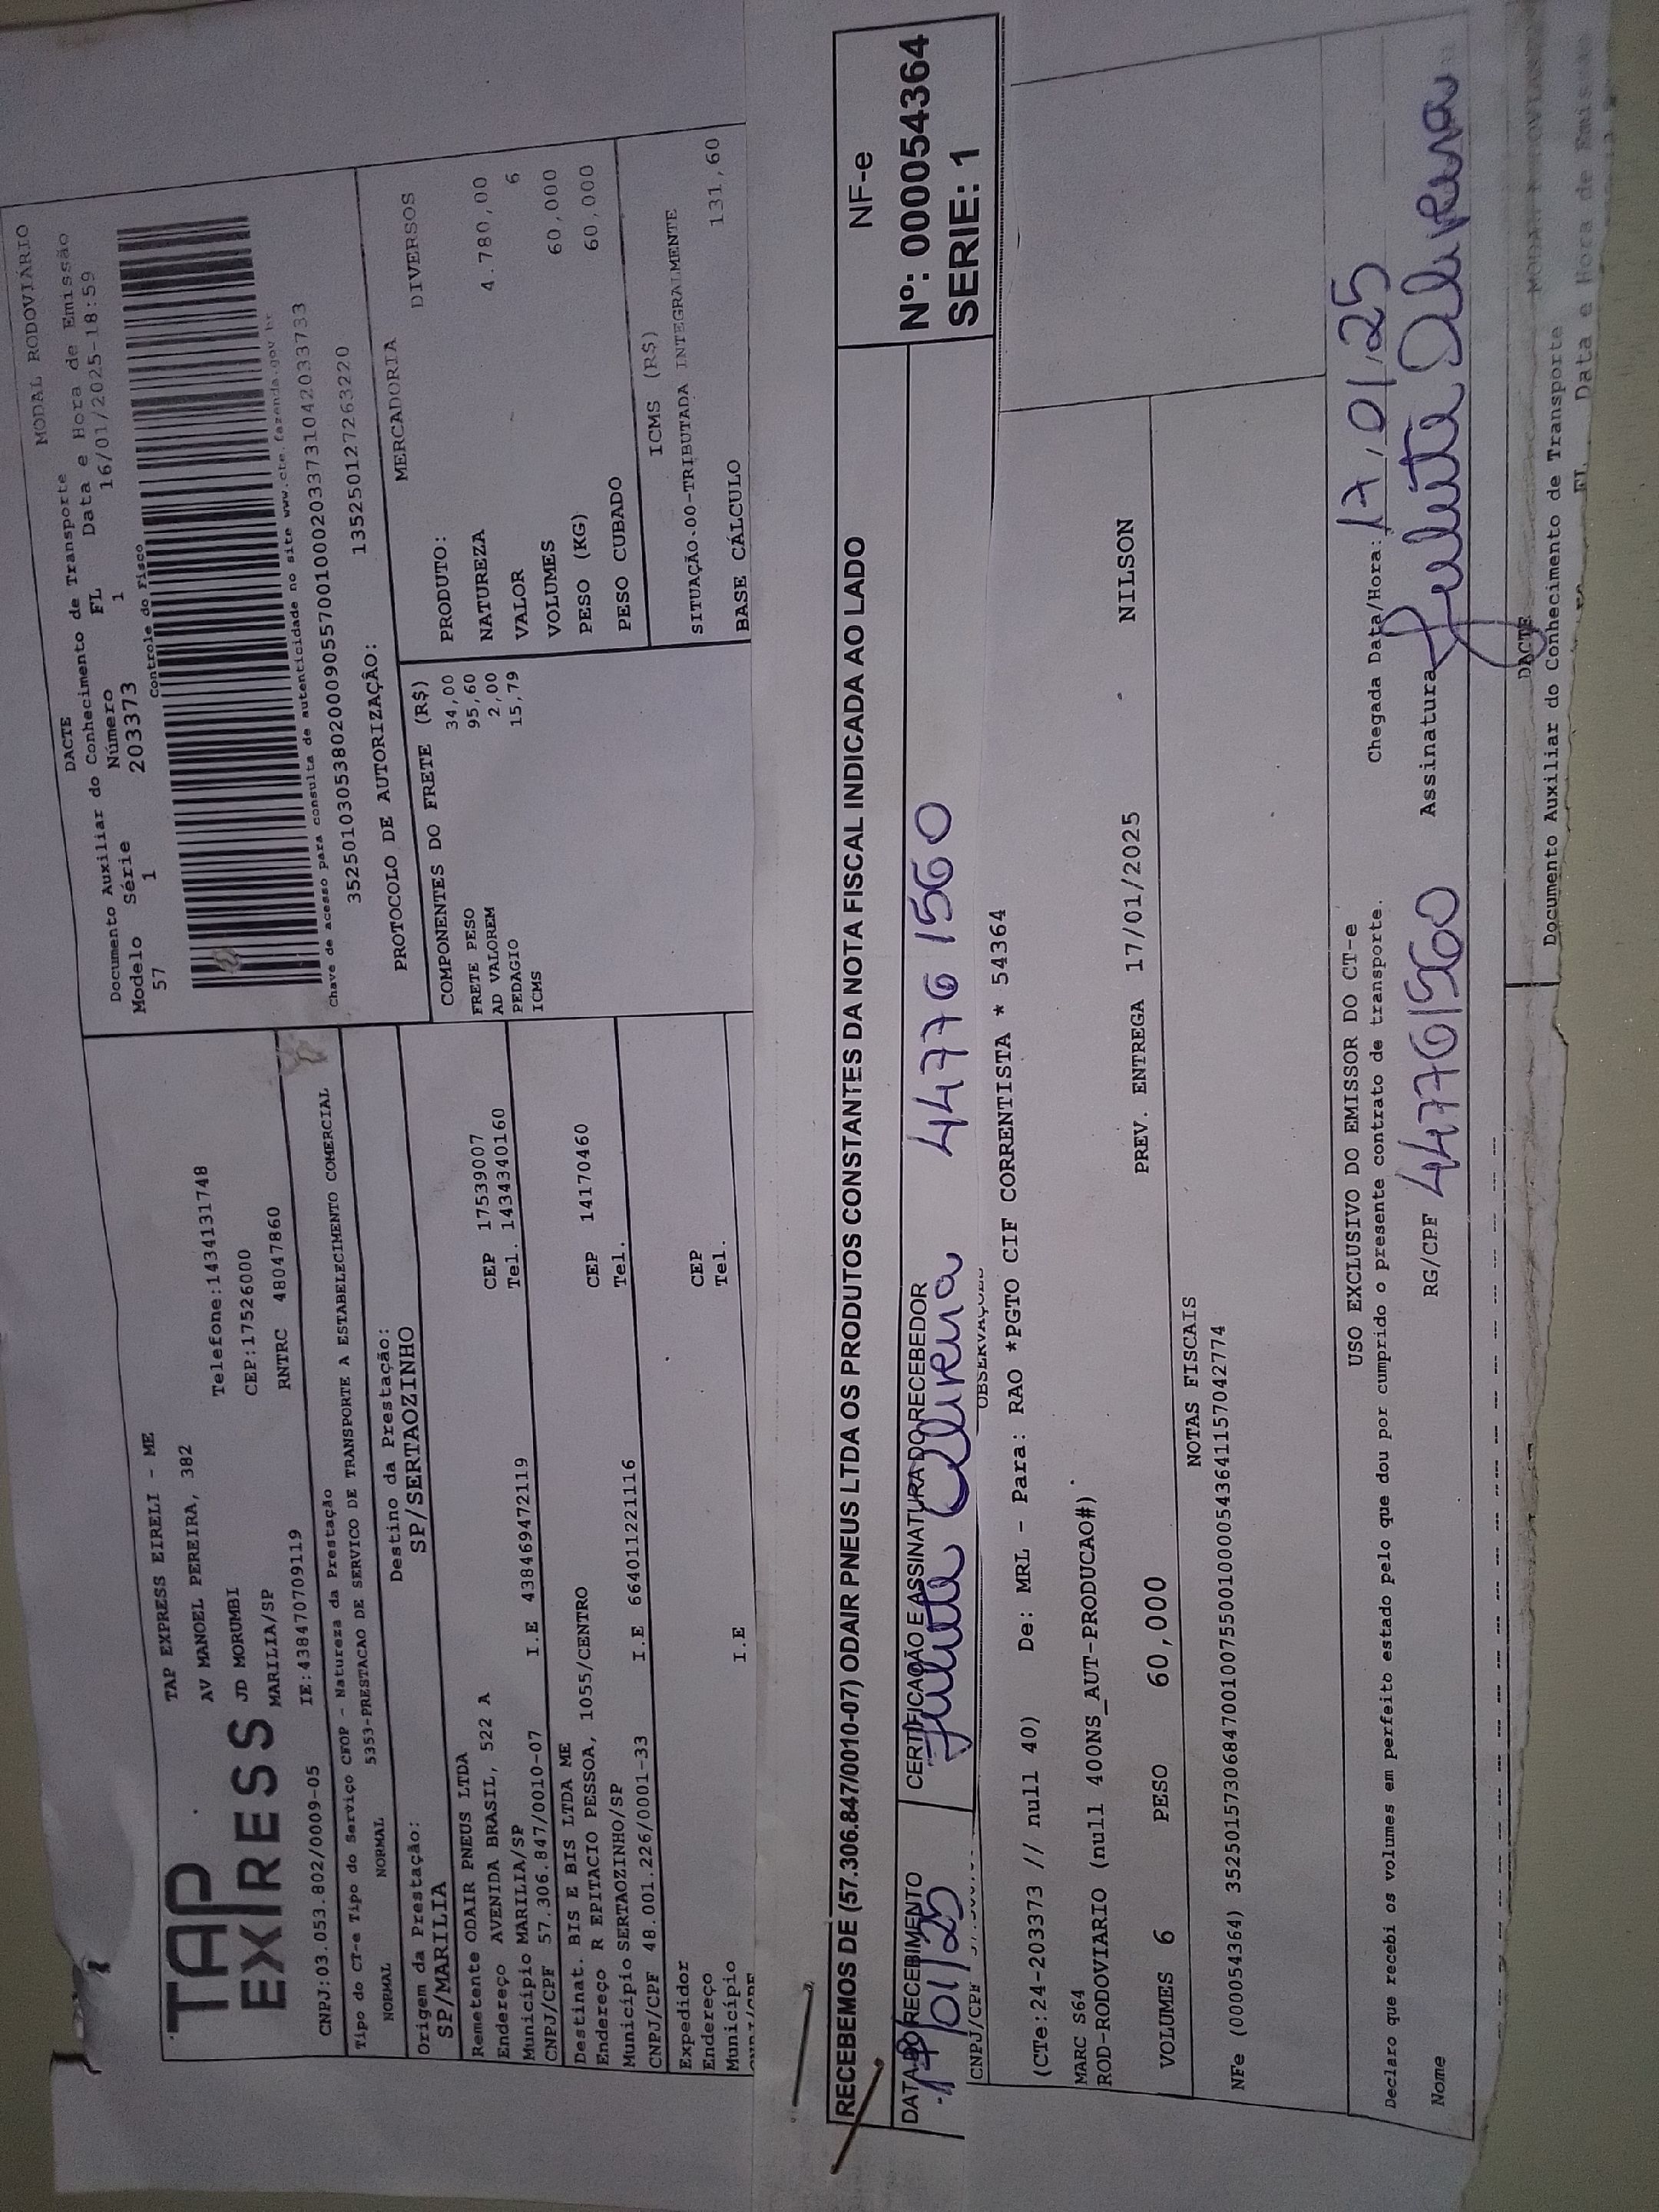 MODAL RODOVIÁRIO
DACTE
Documento Auxiliar do Conhecimento de Transporte
Modelo Série Número FL Data e Hora de Emissão
57 1 203373 1 16/01/2025-18:59
Controle do Fisco
Chave de acesso para consulta de autenticidade no site www.cte.fazenda.gov.br
35250103053802000905570010002033731042033733
PROTOCOLO DE AUTORIZAÇÃO: 135250127263220
TAP
EXPRESS
TAP EXPRESS EIRELI - ME
AV MANOEL PEREIRA, 382
JD MORUMBI Telefone:1434131748
MARILIA/SP CEP:17526000
CNPJ:03.053.802/0009-05 IE:438470709119 RNTRC 48047860
Tipo do CT-e Tipo do Serviço CFOP - Natureza da Prestação
NORMAL NORMAL 5353-PRESTACAO DE SERVICO DE TRANSPORTE A ESTABELECIMENTO COMERCIAL
Origem da Prestação: Destino da Prestação:
SP/MARILIA SP/SERTAOZINHO
Remetente ODAIR PNEUS LTDA
Endereço AVENIDA BRASIL, 522 A CEP 17539007
Município MARILIA/SP Tel. 143434340160
CNPJ/CPF 57.306.847/0010-07 I.E 438469472119
Destinat. BIS E BIS LTDA ME
Endereço R EPITACIO PESSOA, 1055/CENTRO CEP 14170460
Município SERTAOZINHO/SP Tel.
CNPJ/CPF 48.001.226/0001-33 I.E 664011221116
Expedidor
Endereço CEP
Município Tel.
I.E
COMPONENTES DO FRETE (R$)
FRETE PESO 34,00
AD VALOREM 95,60
PEDAGIO 2,00
ICMS 15,79
MERCADORIA
PRODUTO: DIVERSOS
NATUREZA
VALOR 4.780,00
VOLUMES 6
PESO (KG) 60,000
PESO CUBADO 60,000
ICMS (R$)
SITUAÇÃO.00-TRIBUTADA INTEGRALMENTE
BASE CÁLCULO 131,60
RECEBEMOS DE (57.306.847/0010-07) ODAIR PNEUS LTDA OS PRODUTOS CONSTANTES DA NOTA FISCAL INDICADA AO LADO
NF-e
Nº: 000054364
SERIE: 1
DATA DO RECEBIMENTO CERTIFICAÇÃO E ASSINATURA DO RECEBEDOR
17/01/25 Oliveira 447761560
CNPJ/CPF
OBSERVAÇÕES
(CTe:24-203373 // null 40) De: MRL - Para: RAO *PGTO CIF CORRENTISTA * 54364
MARC S64
ROD-RODOVIARIO (null 400NS_AUT-PRODUCAO#)
PREV. ENTREGA 17/01/2025 NILSON
VOLUMES 6 PESO 60,000
NOTAS FISCAIS
NFe (000054364) 35250157306847001007550010000543641157042774
USO EXCLUSIVO DO EMISSOR DO CT-e
Declaro que recebi os volumes em perfeito estado pelo que dou por cumprido o presente contrato de transporte.
Chegada Data/Hora: 17/01/25
Nome RG/CPF 447761560 Assinatura Oliveira
DACTE
Documento Auxiliar do Conhecimento de Transporte
FL Data e Hora de Emissão